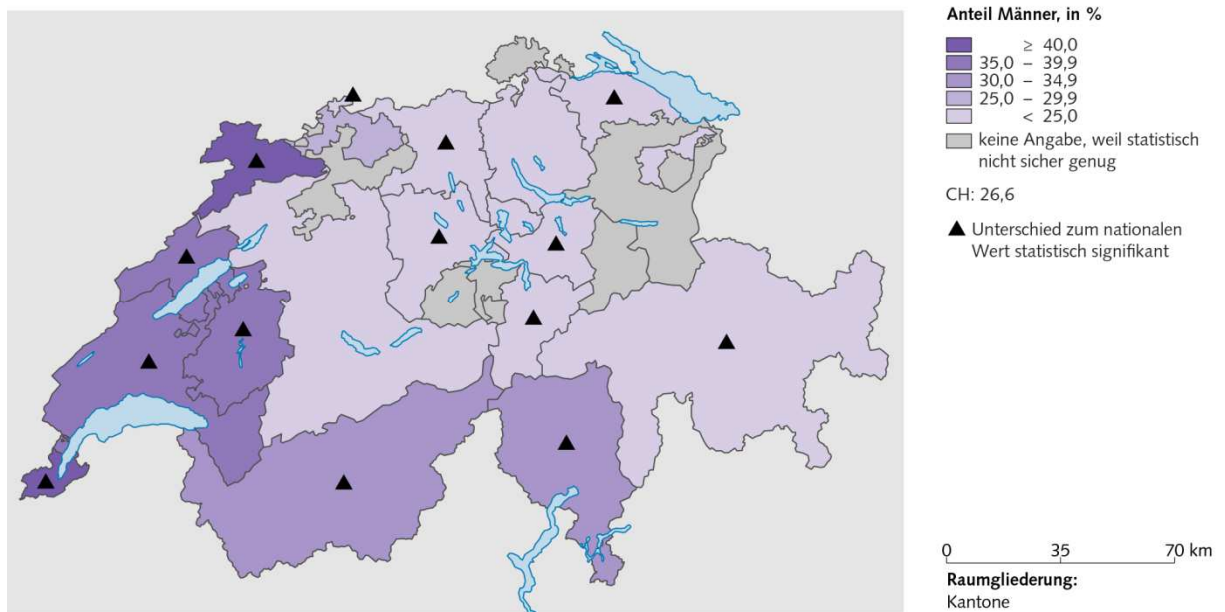 Anteil Männer, in %
≥ 40,0
35,0 – 39,9
30,0 – 34,9
25,0 – 29,9
< 25,0
keine Angabe, weil statistisch
nicht sicher genug
CH: 26,6
Unterschied zum nationalen
Wert statistisch signifikant
0 35 70 km
Raumgliederung:
Kantone